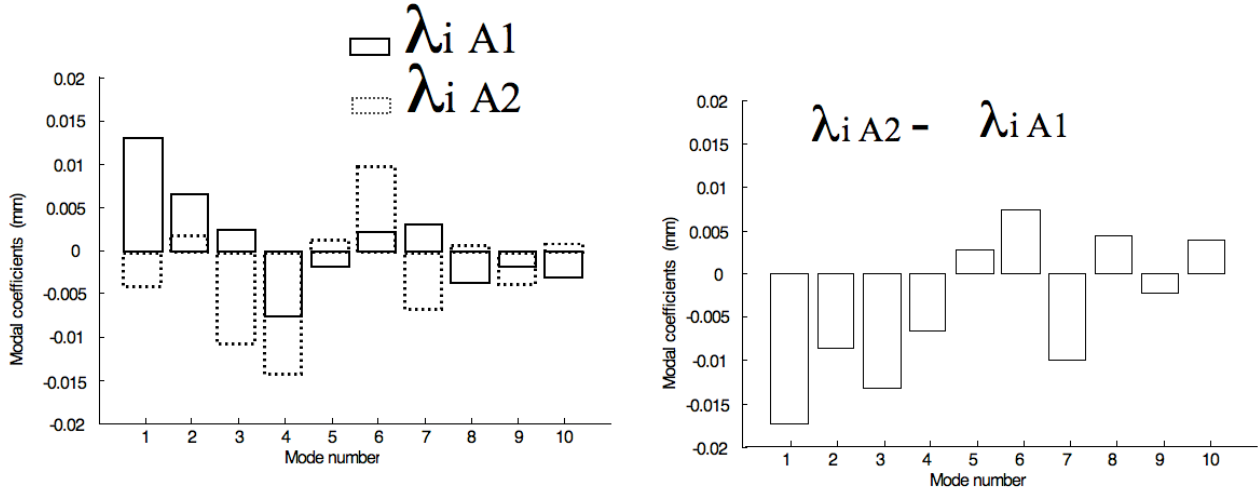 λi A1
λi A2
Modal coefficients (mm)
0.02
0.015
0.01
0.005
0
-0.005
-0.01
-0.015
-0.02
1 2 3 4 5 6 7 8 9 10
Mode number
λi A2 - λi A1
Modal coefficients (mm)
0.02
0.015
0.01
0.005
0
-0.005
-0.01
-0.015
-0.02
1 2 3 4 5 6 7 8 9 10
Mode number